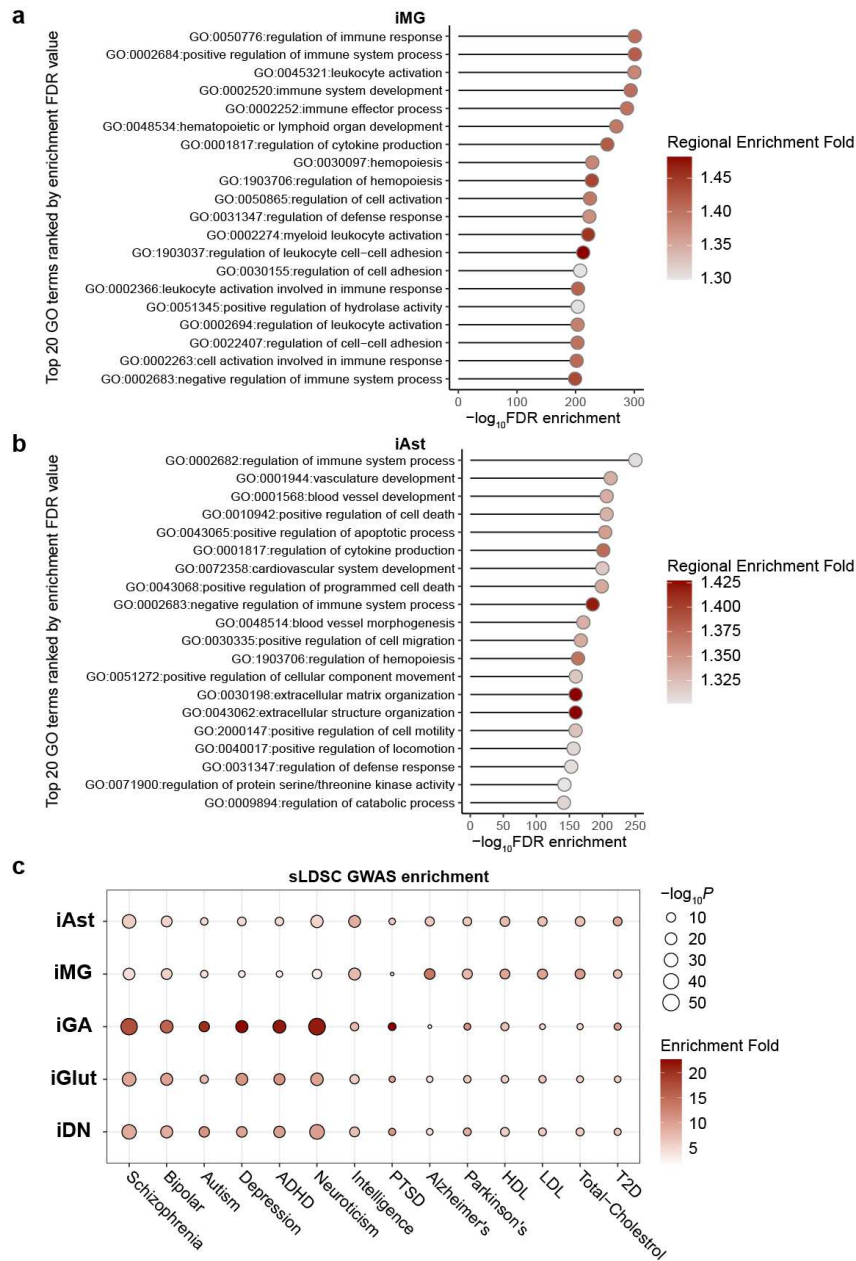 a
iMG
Top 20 GO terms ranked by enrichment FDR value
GO:0050776:regulation of immune response
GO:0002684:positive regulation of immune system process
GO:0045321:leukocyte activation
GO:0002520:immune system development
GO:0002252:immune effector process
GO:0048534:hematopoietic or lymphoid organ development
GO:0001817:regulation of cytokine production
GO:0030097:hemopoiesis
GO:1903706:regulation of hemopoiesis
GO:0050865:regulation of cell activation
GO:0031347:regulation of defense response
GO:0002274:myeloid leukocyte activation
GO:1903037:regulation of leukocyte cell−cell adhesion
GO:0030155:regulation of cell adhesion
GO:0002366:leukocyte activation involved in immune response
GO:0051345:positive regulation of hydrolase activity
GO:0002694:regulation of leukocyte activation
GO:0022407:regulation of cell−cell adhesion
GO:0002263:cell activation involved in immune response
GO:0002683:negative regulation of immune system process
0 100 200 300
−log10FDR enrichment
Regional Enrichment Fold
1.45
1.40
1.35
1.30
b
iAst
Top 20 GO terms ranked by enrichment FDR value
GO:0002682:regulation of immune system process
GO:0001944:vasculature development
GO:0001568:blood vessel development
GO:0010942:positive regulation of cell death
GO:0043065:positive regulation of apoptotic process
GO:0001817:regulation of cytokine production
GO:0072358:cardiovascular system development
GO:0043068:positive regulation of programmed cell death
GO:0002683:negative regulation of immune system process
GO:0048514:blood vessel morphogenesis
GO:0030335:positive regulation of cell migration
GO:1903706:regulation of hemopoiesis
GO:0051272:positive regulation of cellular component movement
GO:0030198:extracellular matrix organization
GO:0043062:extracellular structure organization
GO:2000147:positive regulation of cell motility
GO:0040017:positive regulation of locomotion
GO:0031347:regulation of defense response
GO:0071900:regulation of protein serine/threonine kinase activity
GO:0009894:regulation of catabolic process
0 50 100 150 200 250
−log10FDR enrichment
Regional Enrichment Fold
1.425
1.400
1.375
1.350
1.325
c
sLDSC GWAS enrichment
iAst
iMG
iGA
iGlut
iDN
Schizophrenia
Bipolar
Autism
Depression
ADHD
Neuroticism
Intelligence
PTSD
Alzheimer's
Parkinson's
HDL
LDL
Total−Cholestrol
T2D
−log10P
10
20
30
40
50
Enrichment Fold
20
15
10
5